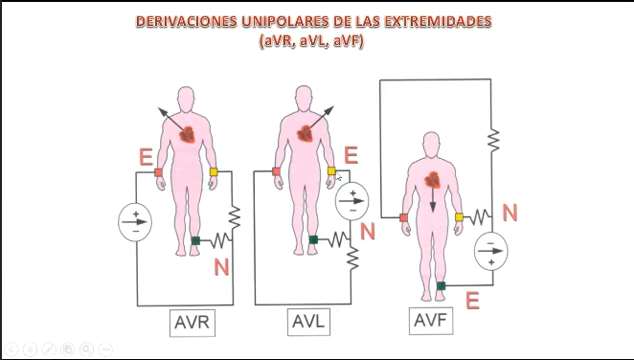 DERIVACIONES UNIPOLARES DE LAS EXTREMIDADES
(aVR, aVL, aVF)
E
+
−
N
AVR
E
+
−
N
AVL
N
−
+
E
AVF